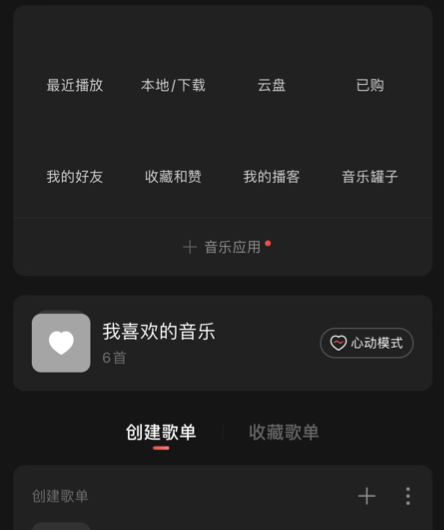 最近播放 本地/下载 云盘 已购
我的好友 收藏和赞 我的播客 音乐罐子
音乐应用
我喜欢的音乐
6首
心动模式
创建歌单 收藏歌单
创建歌单